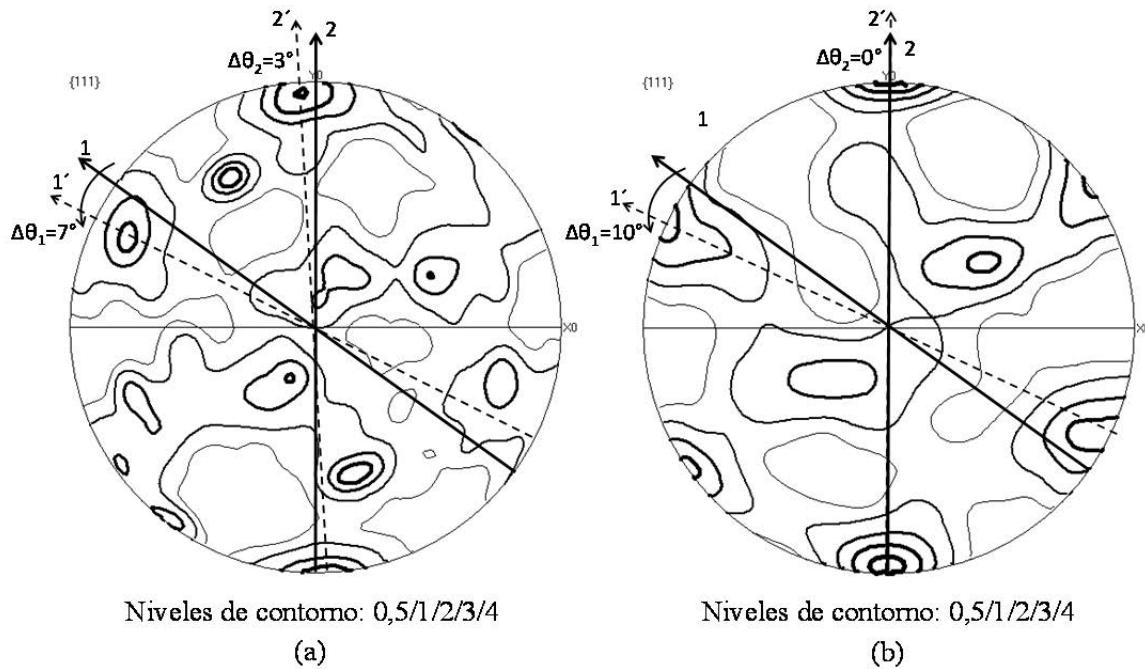 2´
2
Δθ₂=3°
Y0
{111}
1
1´
Δθ₁=7°
X0
Niveles de contorno: 0,5/1/2/3/4
(a)
2´
2
Δθ₂=0°
Y0
{111}
1
1´
Δθ₁=10°
X
Niveles de contorno: 0,5/1/2/3/4
(b)